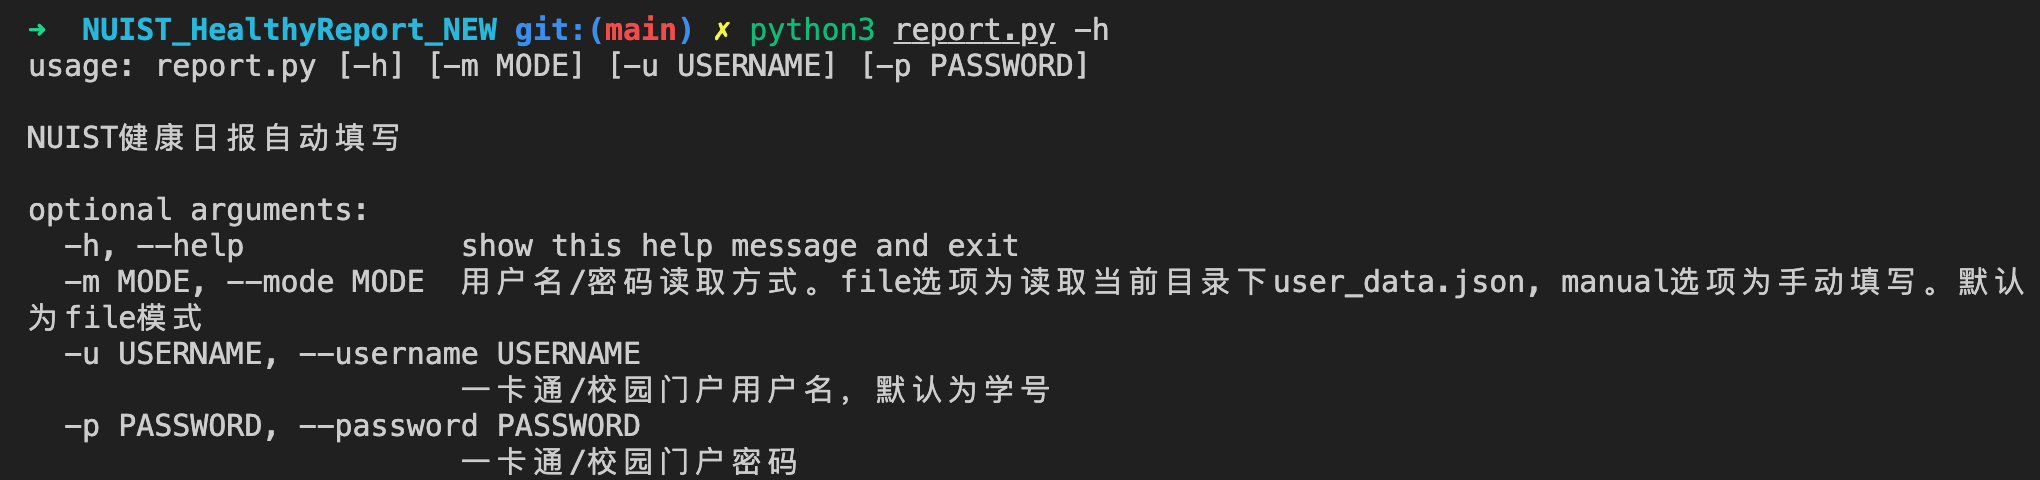 ➜  NUIST_HealthyReport_NEW git:(main) ✗ python3 report.py -h
usage: report.py [-h] [-m MODE] [-u USERNAME] [-p PASSWORD]

NUIST健康日报自动填写

optional arguments:
  -h, --help            show this help message and exit
  -m MODE, --mode MODE  用户名/密码读取方式。file选项为读取当前目录下user_data.json, manual选项为手动填写。默认
为file模式
  -u USERNAME, --username USERNAME
                        一卡通/校园门户用户名，默认为学号
  -p PASSWORD, --password PASSWORD
                        一卡通/校园门户密码